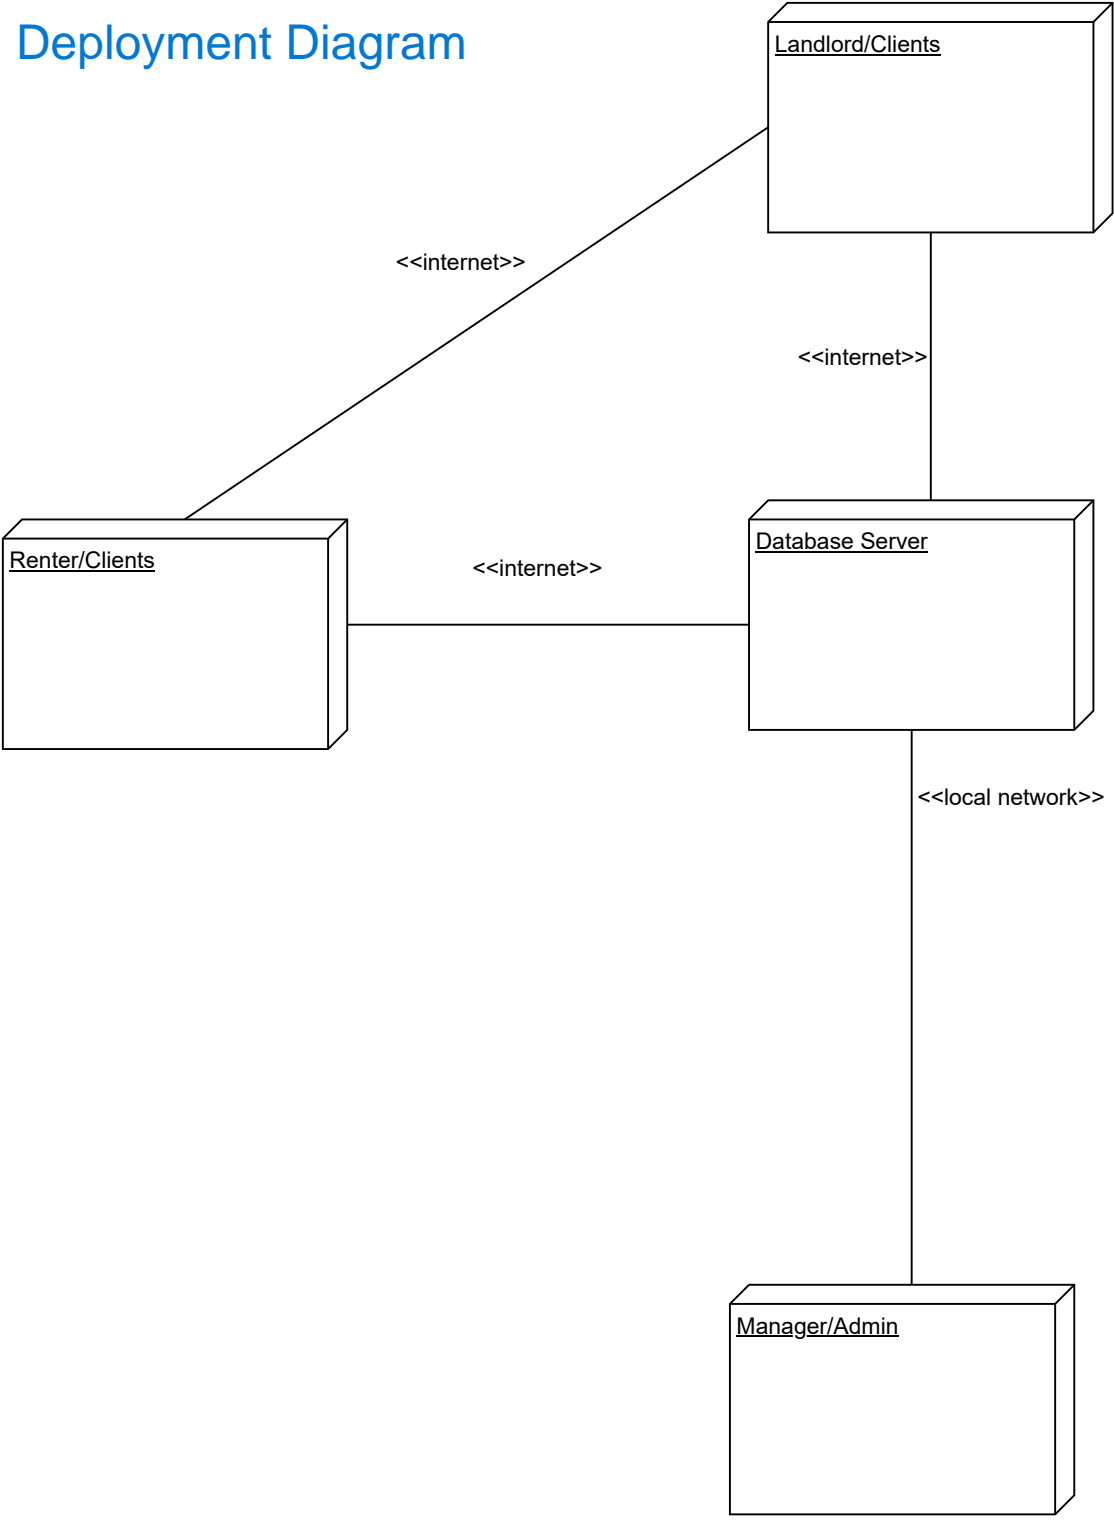 Deployment Diagram
Landlord/Clients
<<internet>>
<<internet>>
Renter/Clients
<<internet>>
Database Server
<<local network>>
Manager/Admin